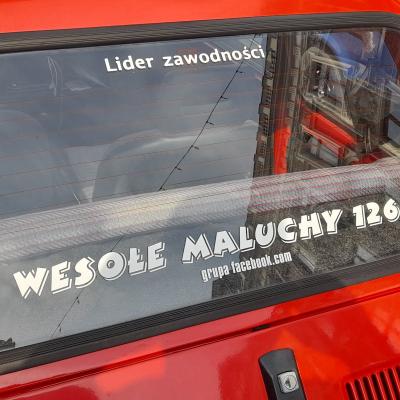 Lider zawodności
WESOŁE MALUCHY 126
grupa facebook.com